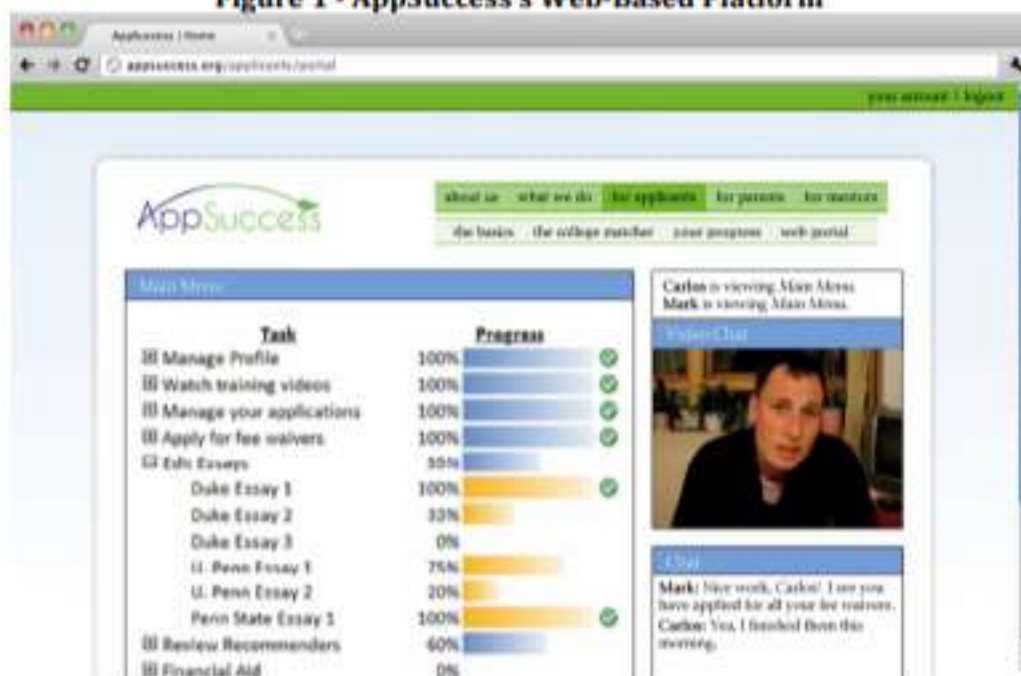 Figure 1 - AppSuccess's Web-Based Platform
AppSuccess | Home
appsuccess.org/applicants/portal
your account | logout
AppSuccess
about us what we do for applicants for parents for mentors
the basics the college matcher your progress web portal
Main Menu
Task Progress
Manage Profile 100%
Watch training videos 100%
Manage your applications 100%
Apply for fee waivers 100%
Edit Essays 55%
Duke Essay 1 100%
Duke Essay 2 33%
Duke Essay 3 0%
U. Penn Essay 1 75%
U. Penn Essay 2 20%
Penn State Essay 1 100%
Review Recommenders 60%
Financial Aid 0%
Carlos is viewing Main Menu.
Mark is viewing Main Menu.
Video Chat
Chat
Mark: Nice work, Carlos! I see you
have applied for all your fee waivers.
Carlos: Yea, I finished them this
morning.